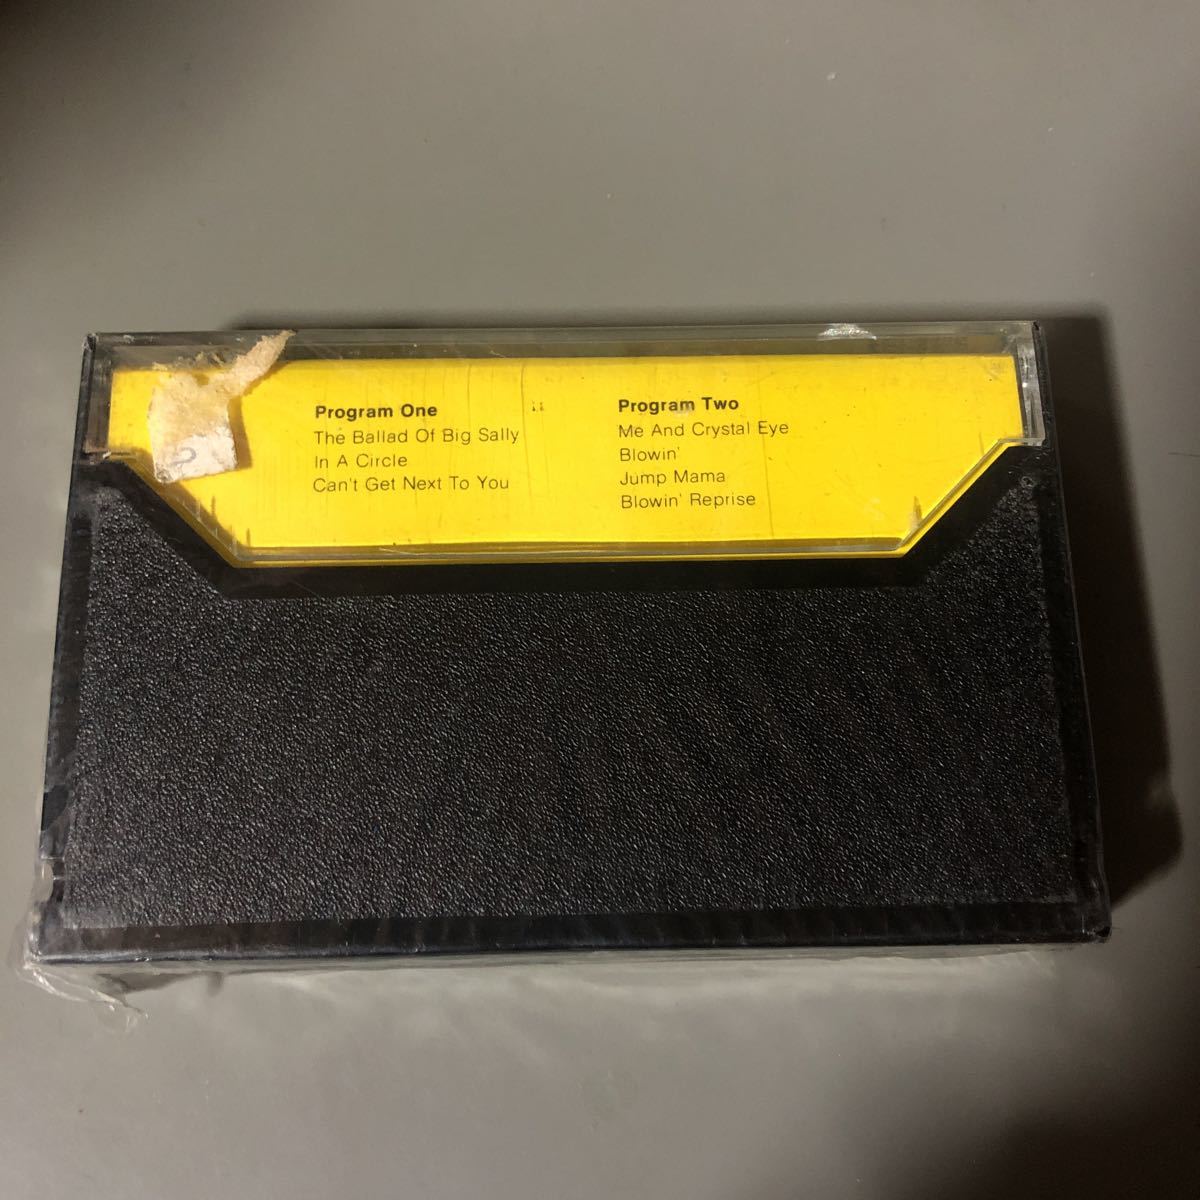 Program One
The Ballad Of Big Sally
In A Circle
Can't Get Next To You
Program Two
Me And Crystal Eye
Blowin'
Jump Mama
Blowin' Reprise